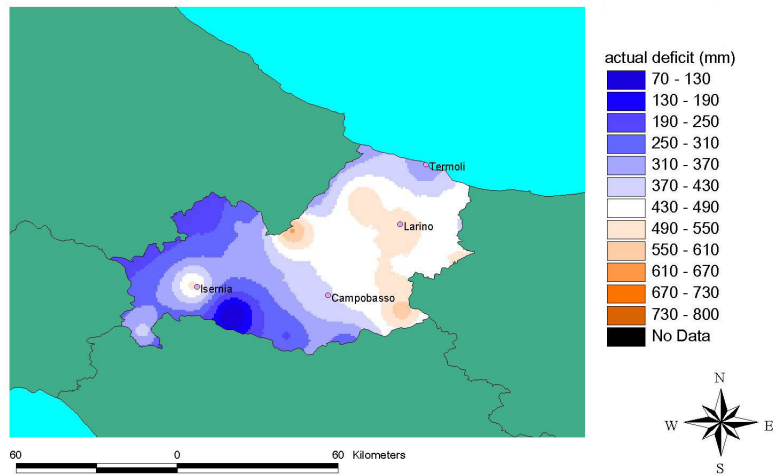 actual deficit (mm)
70 - 130
130 - 190
190 - 250
250 - 310
310 - 370
370 - 430
430 - 490
490 - 550
550 - 610
610 - 670
670 - 730
730 - 800
No Data
Termoli
Larino
Isernia
Campobasso
N
W
E
S
60
0
60
Kilometers